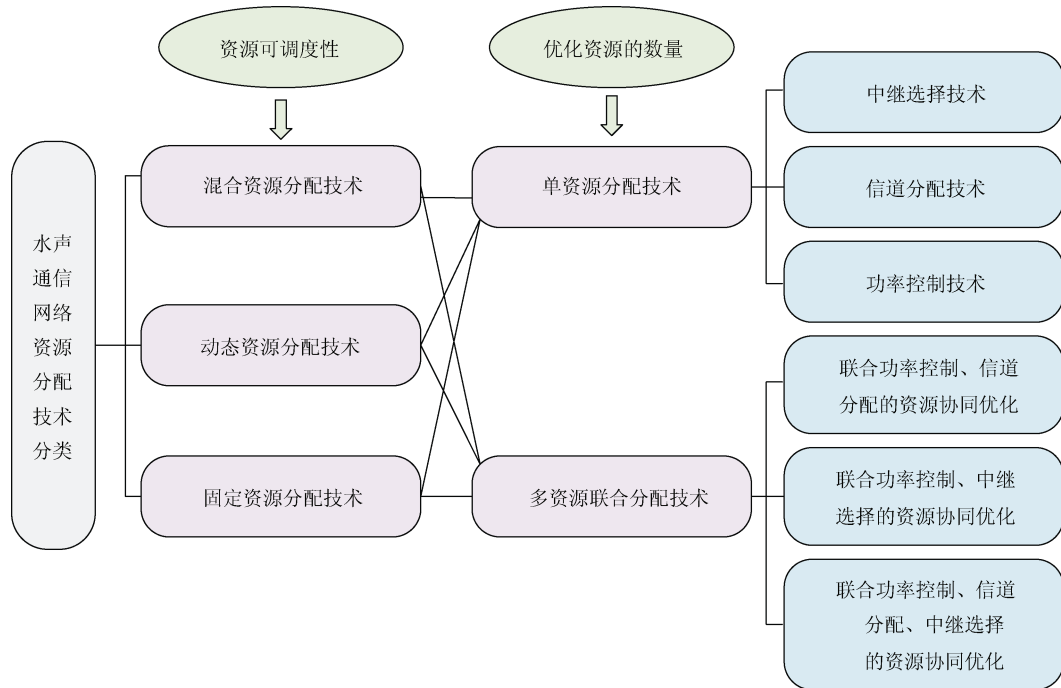 资源可调度性
优化资源的数量
水声
通信
网络
资源
分配
技术
分类
混合资源分配技术
动态资源分配技术
固定资源分配技术
单资源分配技术
多资源联合分配技术
中继选择技术
信道分配技术
功率控制技术
联合功率控制、信道
分配的资源协同优化
联合功率控制、中继
选择的资源协同优化
联合功率控制、信道
分配、中继选择
的资源协同优化